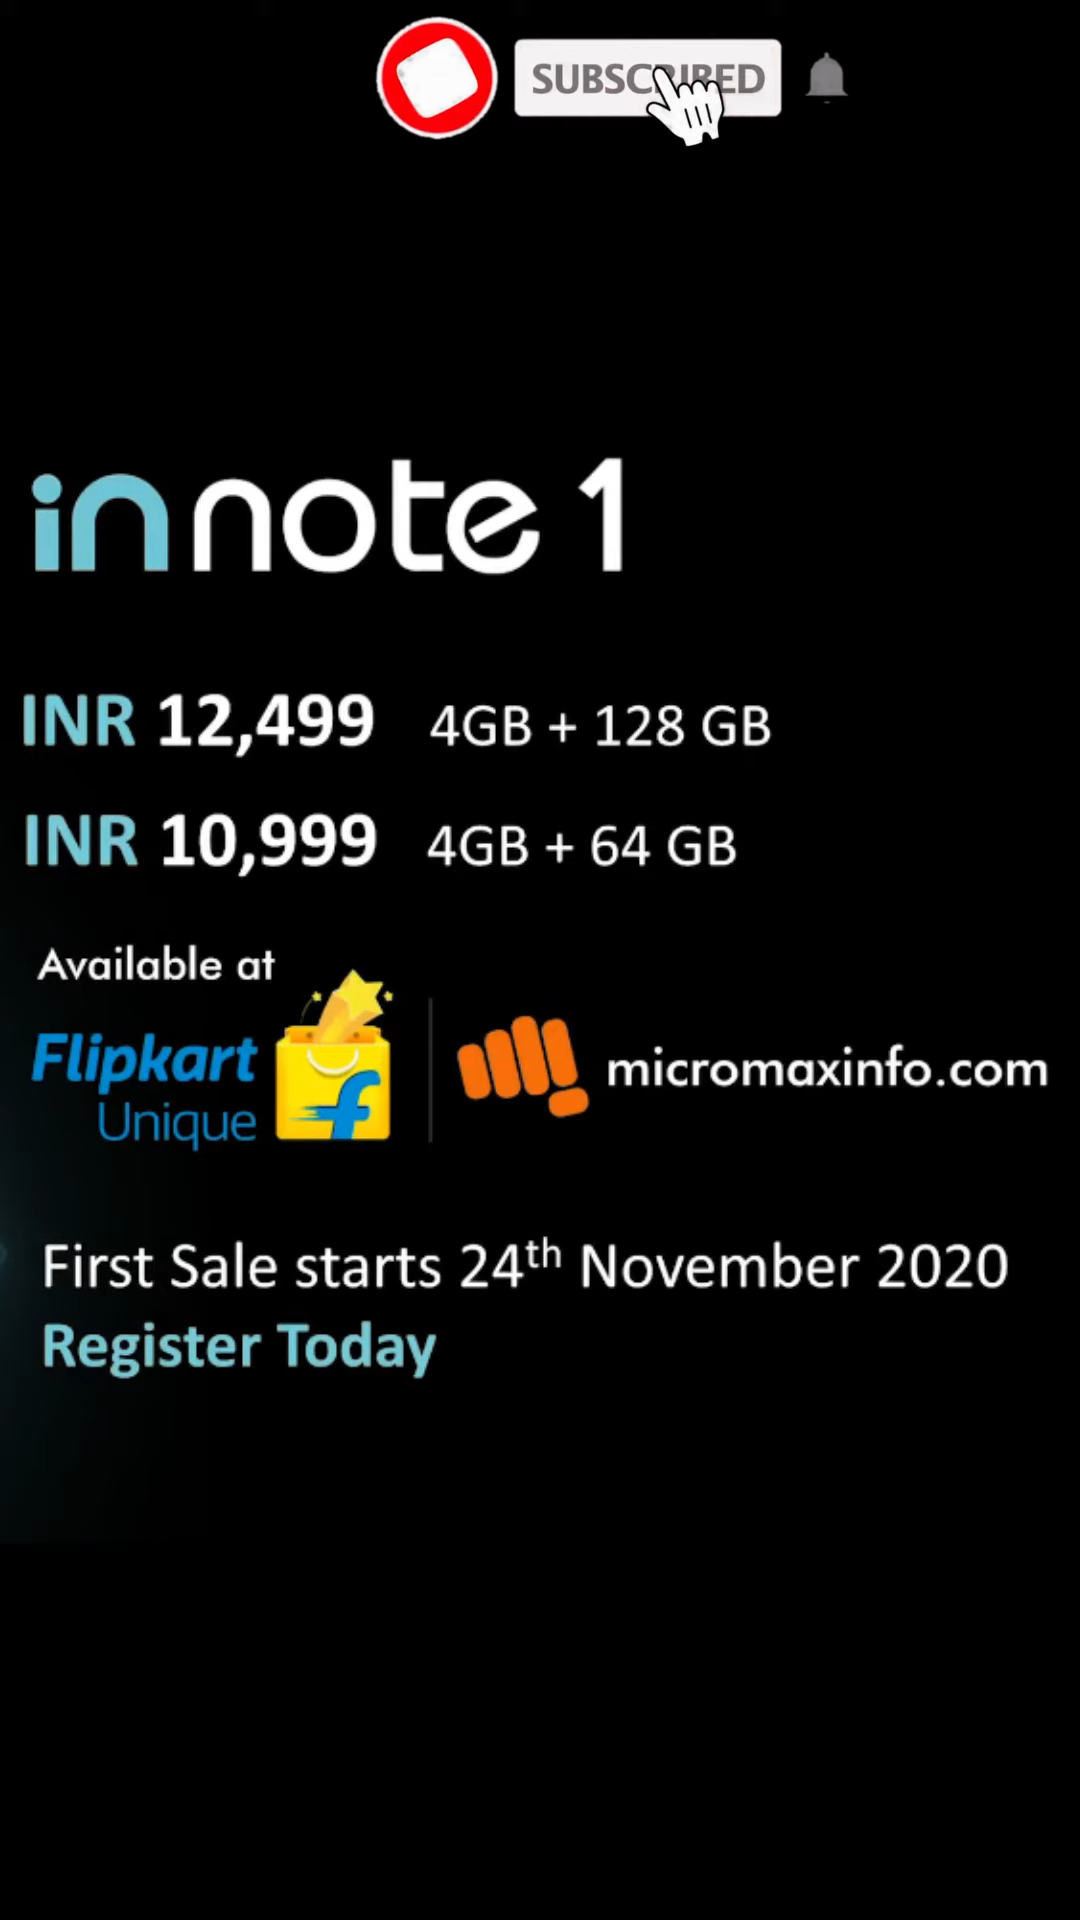 SUBSCRIBED
in note 1
INR 12,499 4GB + 128 GB
INR 10,999 4GB + 64 GB
Available at
Flipkart
Unique
f
micromaxinfo.com
First Sale starts 24th November 2020
Register Today